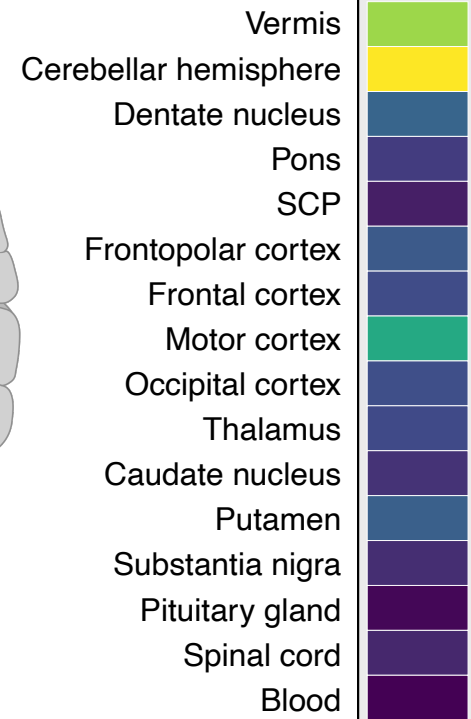 Vermis
Cerebellar hemisphere
Dentate nucleus
Pons
SCP
Frontopolar cortex
Frontal cortex
Motor cortex
Occipital cortex
Thalamus
Caudate nucleus
Putamen
Substantia nigra
Pituitary gland
Spinal cord
Blood